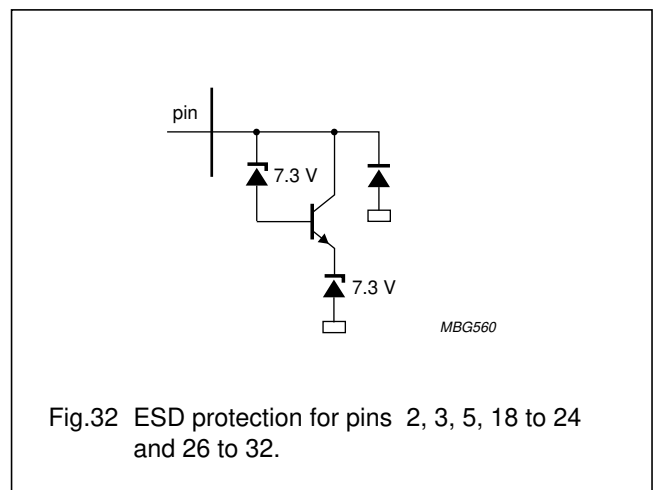 pin
7.3 V
7.3 V
MBG560
Fig.32 ESD protection for pins 2, 3, 5, 18 to 24
and 26 to 32.